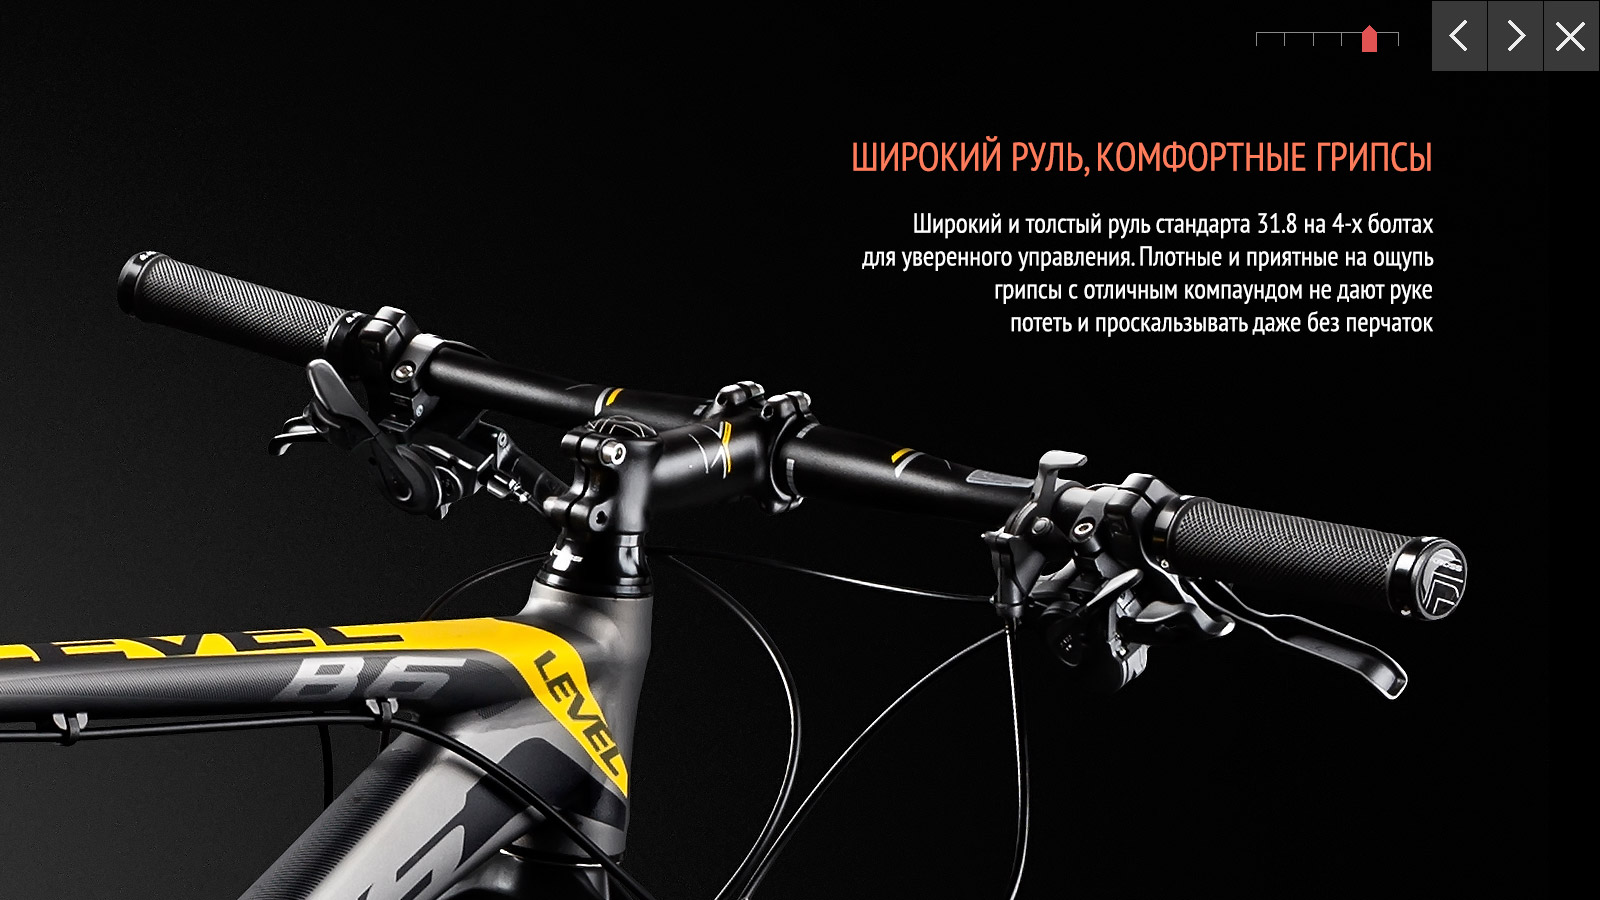 ШИРОКИЙ РУЛЬ, КОМФОРТНЫЕ ГРИПСЫ
Широкий и толстый руль стандарта 31.8 на 4-х болтах
для уверенного управления. Плотные и приятные на ощупь
грипсы с отличным компаундом не дают руке
потеть и проскальзывать даже без перчаток
LEVEL
B6
LEVEL